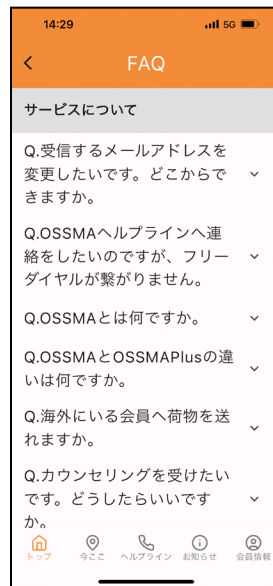 14:29
5G
FAQ
サービスについて
Q.受信するメールアドレスを
変更したいです。どこからで
きますか。
Q.OSSMAヘルプラインへ連
絡をしたいのですが、フリー
ダイヤルが繋がりません。
Q.OSSMAとは何ですか。
Q.OSSMAとOSSMAPlusの違
いは何ですか。
Q.海外にいる会員へ荷物を送
れますか。
Q.カウンセリングを受けたい
です。どうしたらいいです
か。
トップ 今ここ ヘルプライン お知らせ 会員情報